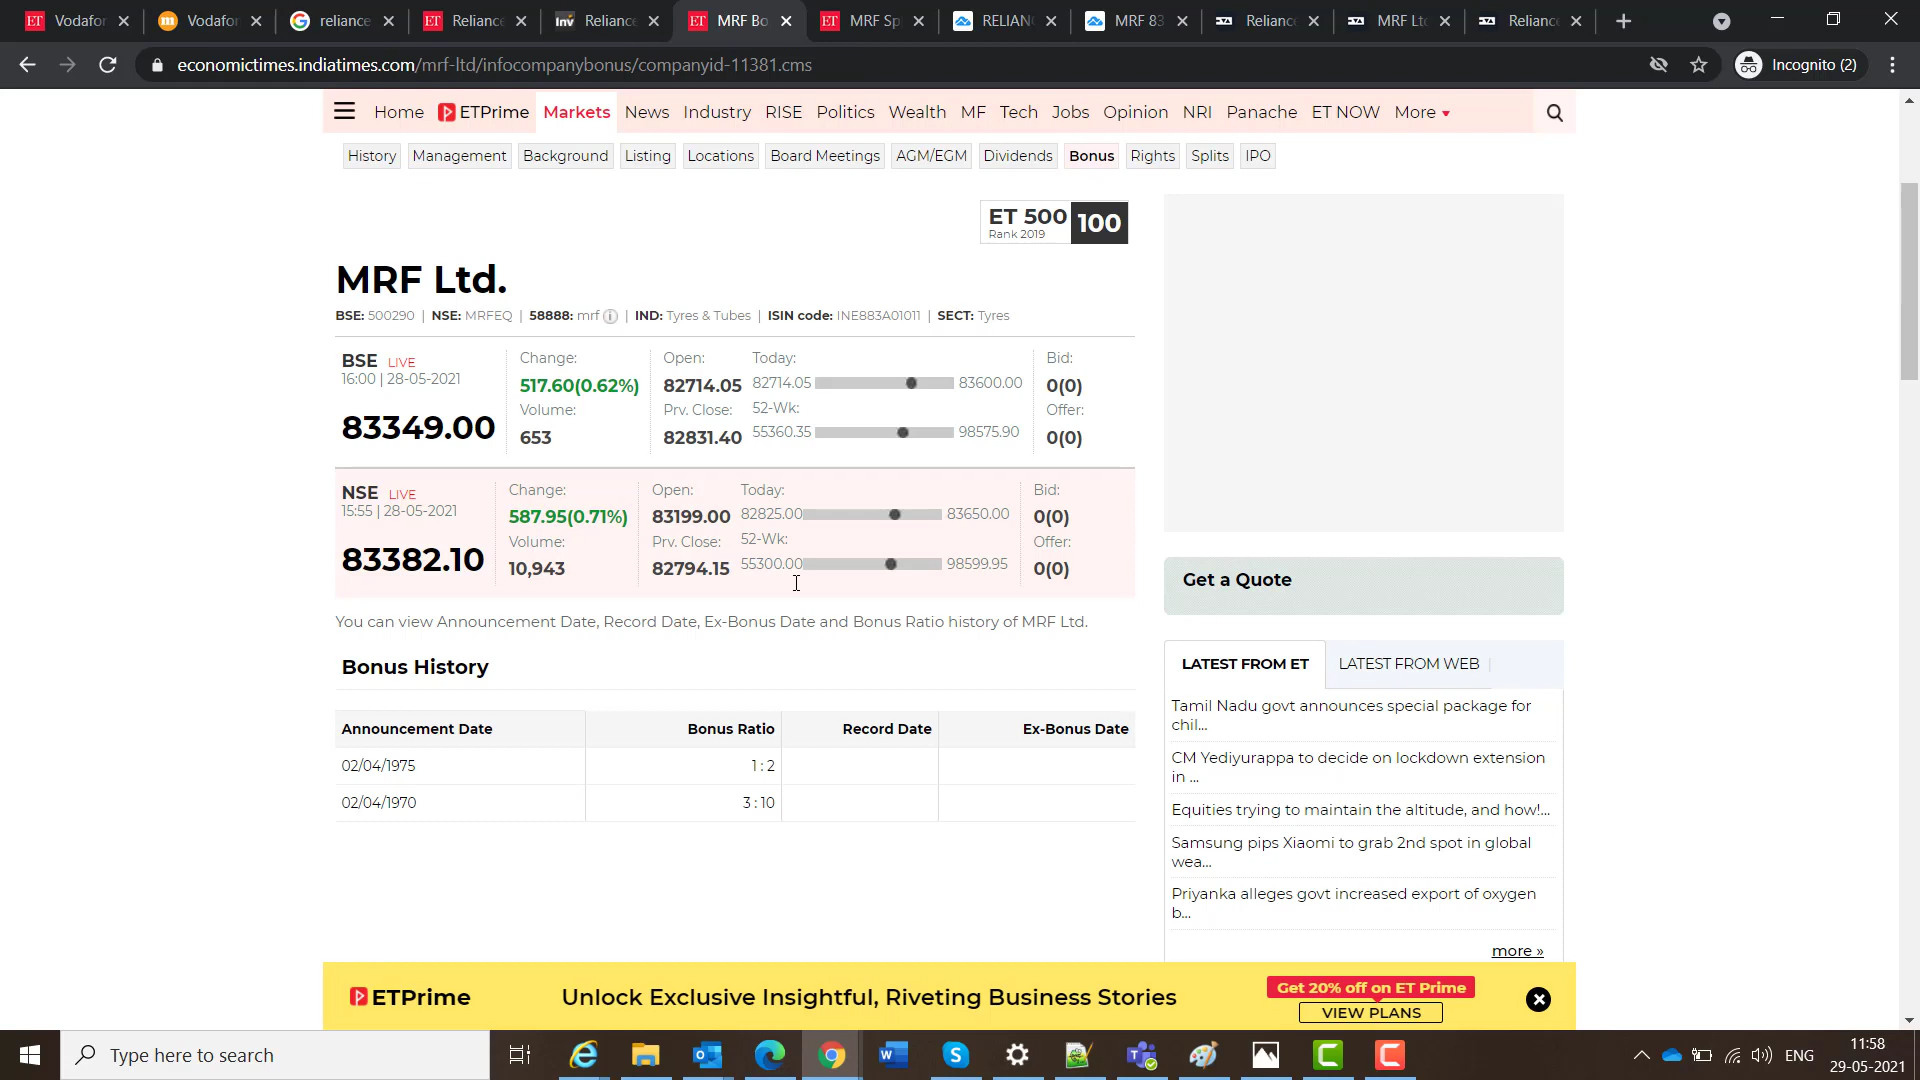 Vodafor
Vodafor
reliance
Reliance
Reliance
MRF Bo
MRF Sp
RELIAN
MRF 83
Reliance
MRF Ltd
Reliance
economictimes.indiatimes.com/mrf-ltd/infocompanybonus/companyid-11381.cms
Incognito (2)
Home ETPrime Markets News Industry RISE Politics Wealth MF Tech Jobs Opinion NRI Panache ET NOW More
History Management Background Listing Locations Board Meetings AGM/EGM Dividends Bonus Rights Splits IPO
ET 500 100
Rank 2019
MRF Ltd.
BSE: 500290 | NSE: MRFEQ | 58888: mrf | IND: Tyres & Tubes | ISIN code: INE883A01011 | SECT: Tyres
BSE LIVE
16:00 | 28-05-2021
83349.00
Change:
517.60(0.62%)
Volume:
653
Open:
82714.05
Prv. Close:
82831.40
Today:
82714.05 83600.00
52-Wk:
55360.35 98575.90
Bid:
0(0)
Offer:
0(0)
NSE LIVE
15:55 | 28-05-2021
83382.10
Change:
587.95(0.71%)
Volume:
10,943
Open:
83199.00
Prv. Close:
82794.15
Today:
82825.00 83650.00
52-Wk:
55300.00 98599.95
Bid:
0(0)
Offer:
0(0)
You can view Announcement Date, Record Date, Ex-Bonus Date and Bonus Ratio history of MRF Ltd.
Bonus History
Announcement Date Bonus Ratio Record Date Ex-Bonus Date
02/04/1975 1 : 2
02/04/1970 3 : 10
Get a Quote
LATEST FROM ET LATEST FROM WEB
Tamil Nadu govt announces special package for
chil...
CM Yediyurappa to decide on lockdown extension
in ...
Equities trying to maintain the altitude, and how!...
Samsung pips Xiaomi to grab 2nd spot in global
wea...
Priyanka alleges govt increased export of oxygen
b...
more »
ETPrime
Unlock Exclusive Insightful, Riveting Business Stories
Get 20% off on ET Prime
VIEW PLANS
Type here to search
ENG
11:58
29-05-2021